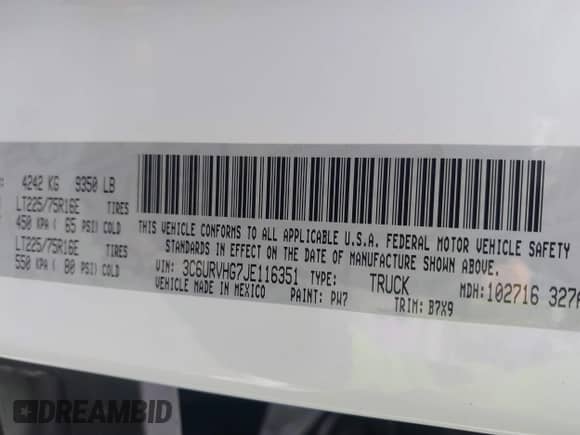 4242 KG 9350 LB
LT225/75R16E TIRES
450 KPA ( 65 PSI) COLD
LT225/75R16E TIRES
550 KPA ( 80 PSI) COLD
THIS VEHICLE CONFORMS TO ALL APPLICABLE U.S.A. FEDERAL MOTOR VEHICLE SAFETY
STANDARDS IN EFFECT ON THE DATE OF MANUFACTURE SHOWN ABOVE.
VIN: 3C6URVHG7JE116351 TYPE: TRUCK MDH:102716 327A
VEHICLE MADE IN MEXICO PAINT: PW7 TRIM: B7X9
DREAMBID